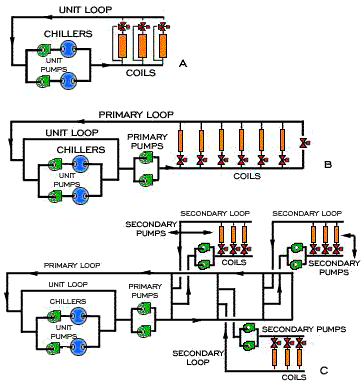 UNIT LOOP
CHILLERS
UNIT
PUMPS
COILS
A
PRIMARY LOOP
UNIT LOOP
PRIMARY
PUMPS
CHILLERS
UNIT
PUMPS
COILS
B
SECONDARY LOOP
SECONDARY LOOP
SECONDARY
PUMPS
COILS
SECONDARY
PUMPS
PRIMARY LOOP
UNIT LOOP
CHILLERS
PRIMARY
PUMPS
UNIT
PUMPS
SECONDARY PUMPS
SECONDARY
LOOP
COILS
C